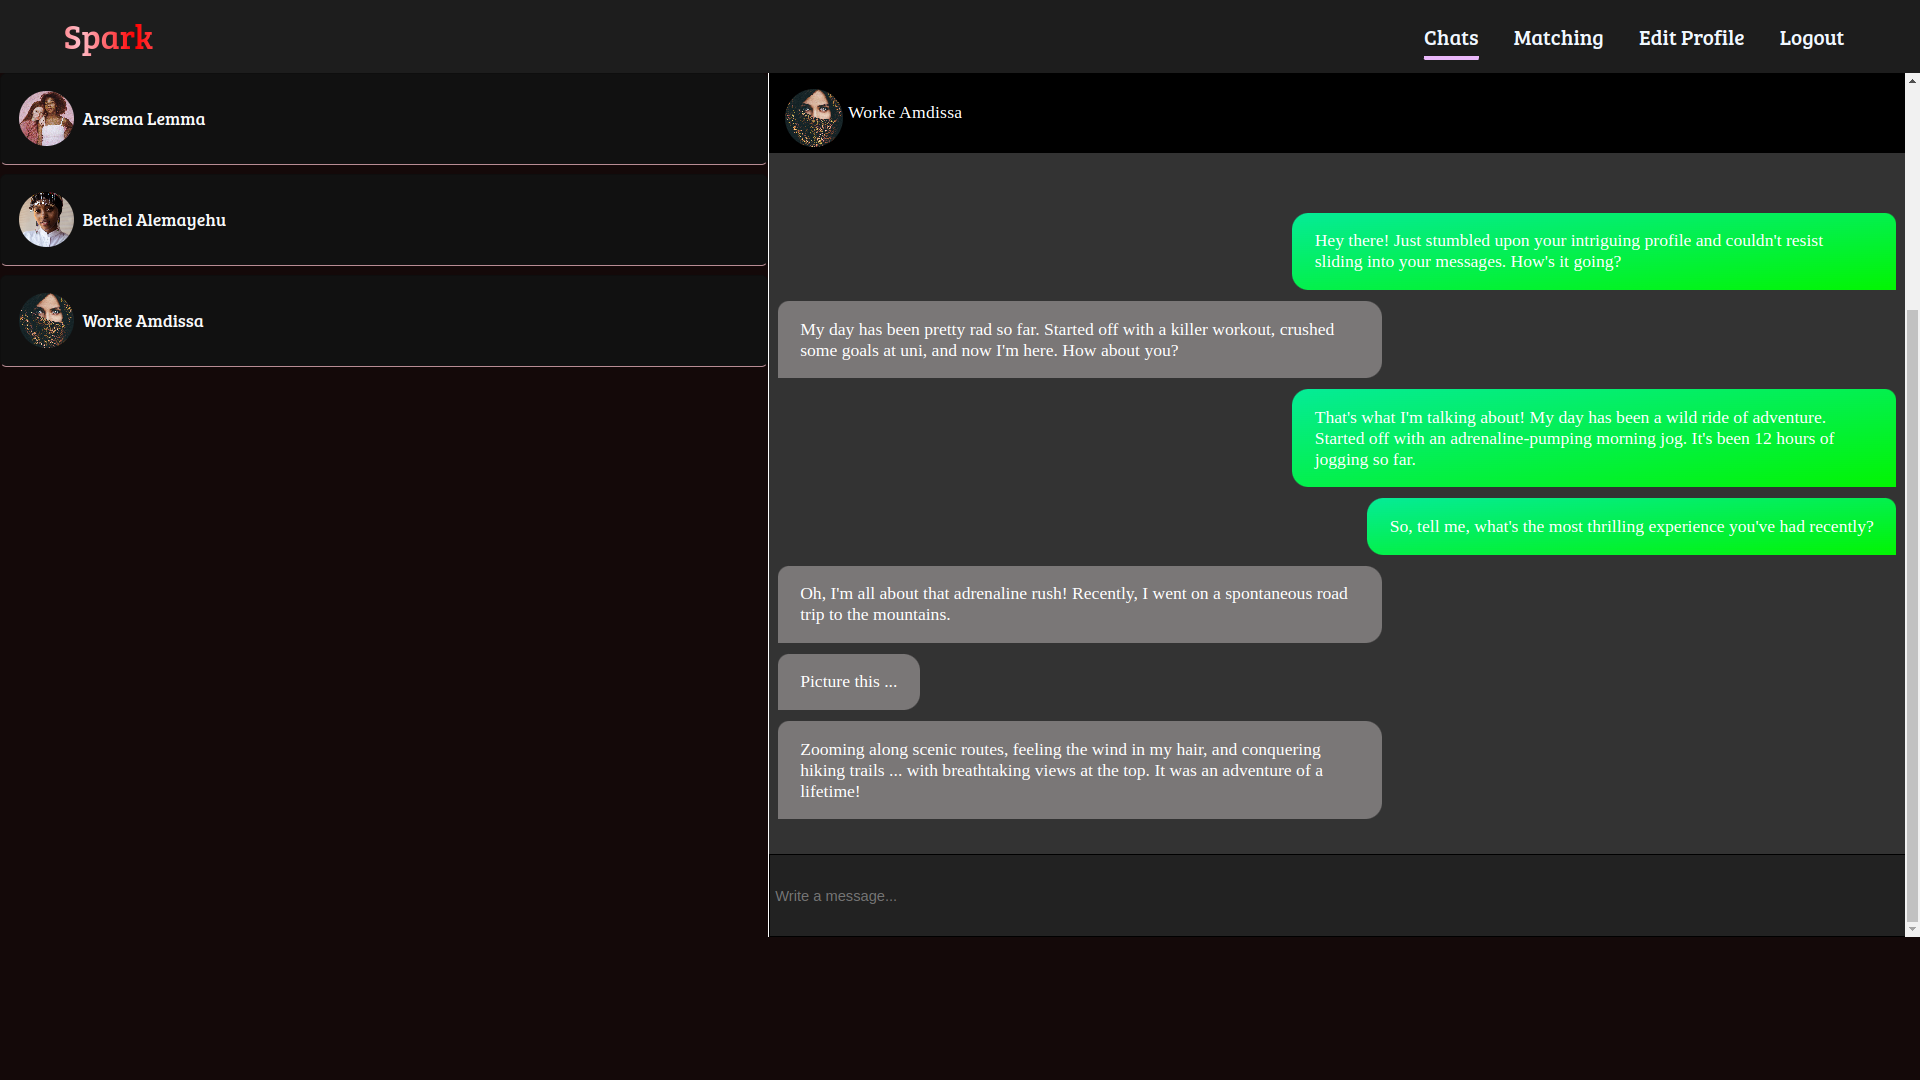 Spark
Chats Matching Edit Profile Logout
Arsema Lemma
Bethel Alemayehu
Worke Amdissa
Worke Amdissa
Hey there! Just stumbled upon your intriguing profile and couldn't resist
sliding into your messages. How's it going?
My day has been pretty rad so far. Started off with a killer workout, crushed
some goals at uni, and now I'm here. How about you?
That's what I'm talking about! My day has been a wild ride of adventure.
Started off with an adrenaline-pumping morning jog. It's been 12 hours of
jogging so far.
So, tell me, what's the most thrilling experience you've had recently?
Oh, I'm all about that adrenaline rush! Recently, I went on a spontaneous road
trip to the mountains.
Picture this ...
Zooming along scenic routes, feeling the wind in my hair, and conquering
hiking trails ... with breathtaking views at the top. It was an adventure of a
lifetime!
Write a message...